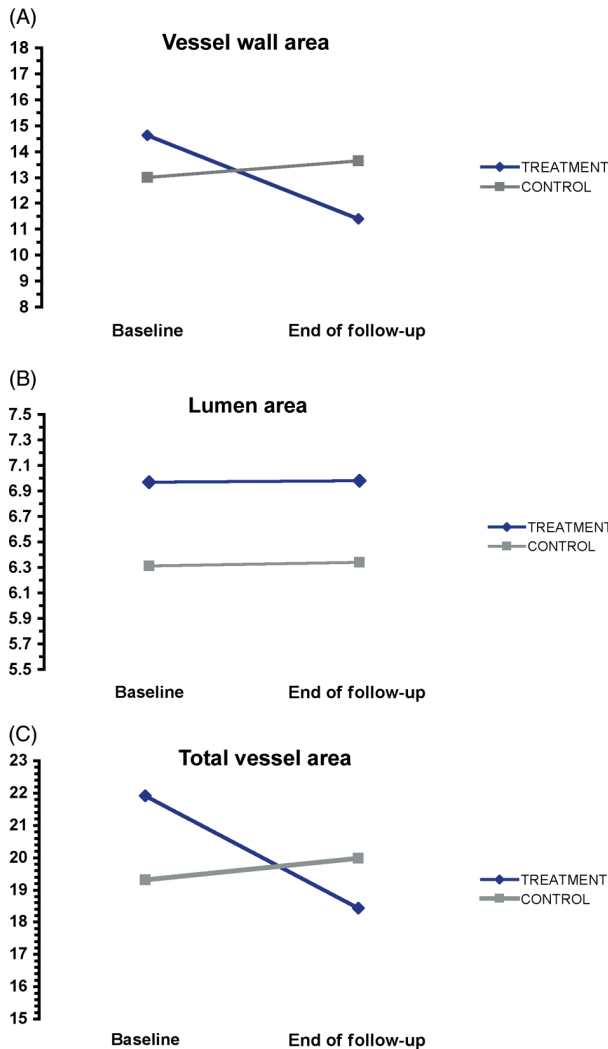 (A)
Vessel wall area
18
17
16
15
14
13
12
11
10
9
8
TREATMENT
CONTROL
Baseline End of follow-up
(B)
Lumen area
7.5
7.3
7.1
6.9
6.7
6.5
6.3
6.1
5.9
5.7
5.5
TREATMENT
CONTROL
Baseline End of follow-up
(C)
Total vessel area
23
22
21
20
19
18
17
16
15
TREATMENT
CONTROL
Baseline End of follow-up